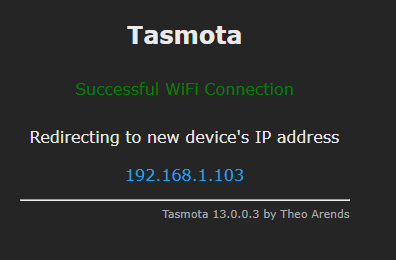 Tasmota
Successful WiFi Connection
Redirecting to new device's IP address
192.168.1.103
Tasmota 13.0.0.3 by Theo Arends